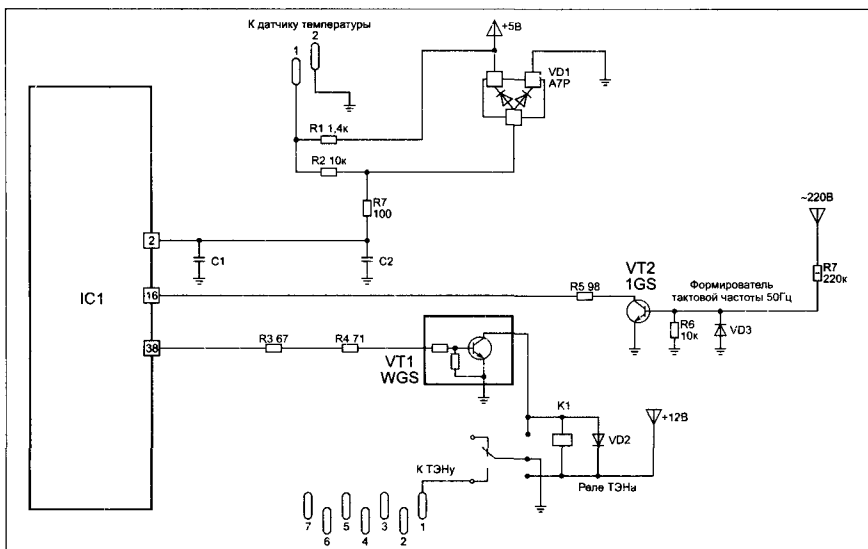 К датчику температуры
2
1
+5В
VD1
А7Р
R1 1,4к
R2 10к
R7
100
~220В
2
C1
C2
IC1
VT2
1GS
Формирователь
тактовой частоты 50Гц
R7
220к
16
R5 98
R6
10к
VD3
38
R3 67
R4 71
VT1
WGS
K1
+12В
VD2
К ТЭНу
Реле ТЭНа
7
5
3
1
6
4
2